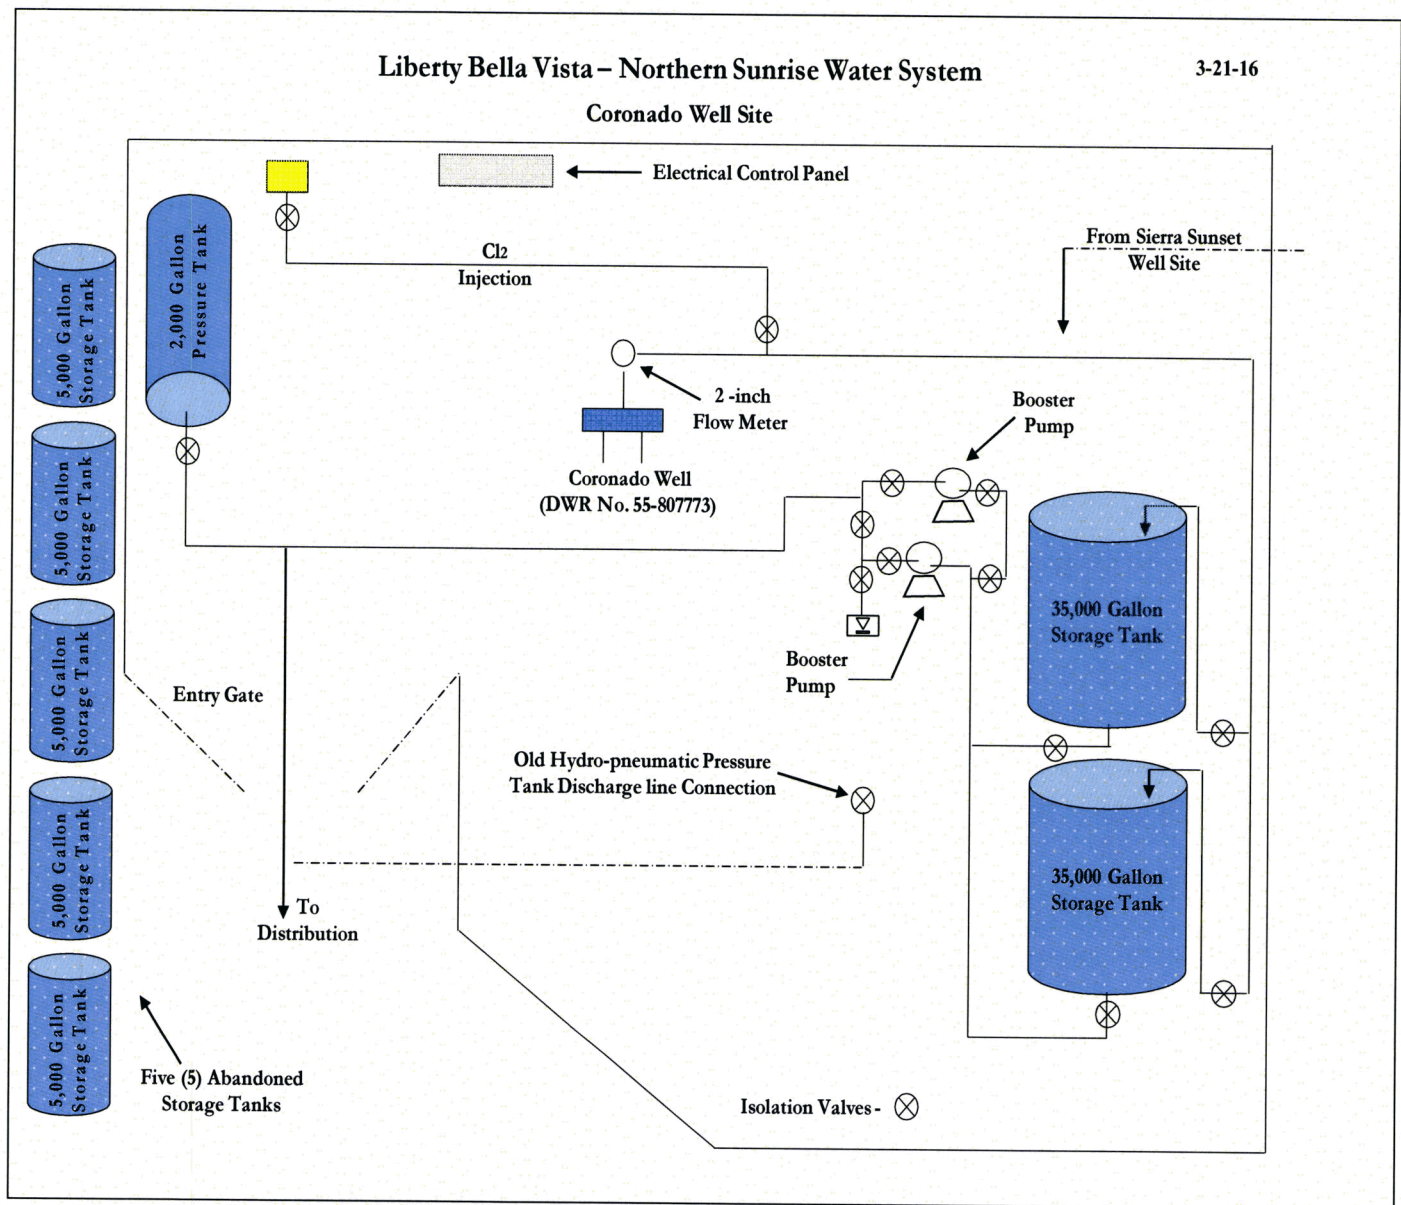 Liberty Bella Vista – Northern Sunrise Water System
3-21-16
Coronado Well Site
Electrical Control Panel
Cl2
Injection
From Sierra Sunset
Well Site
2,000 Gallon
Pressure Tank
5,000 Gallon
Storage Tank
2 -inch
Flow Meter
Booster
Pump
Coronado Well
(DWR No. 55-807773)
5,000 Gallon
Storage Tank
35,000 Gallon
Storage Tank
5,000 Gallon
Storage Tank
Entry Gate
Booster
Pump
Old Hydro-pneumatic Pressure
Tank Discharge line Connection
5,000 Gallon
Storage Tank
35,000 Gallon
Storage Tank
To
Distribution
5,000 Gallon
Storage Tank
Five (5) Abandoned
Storage Tanks
Isolation Valves -